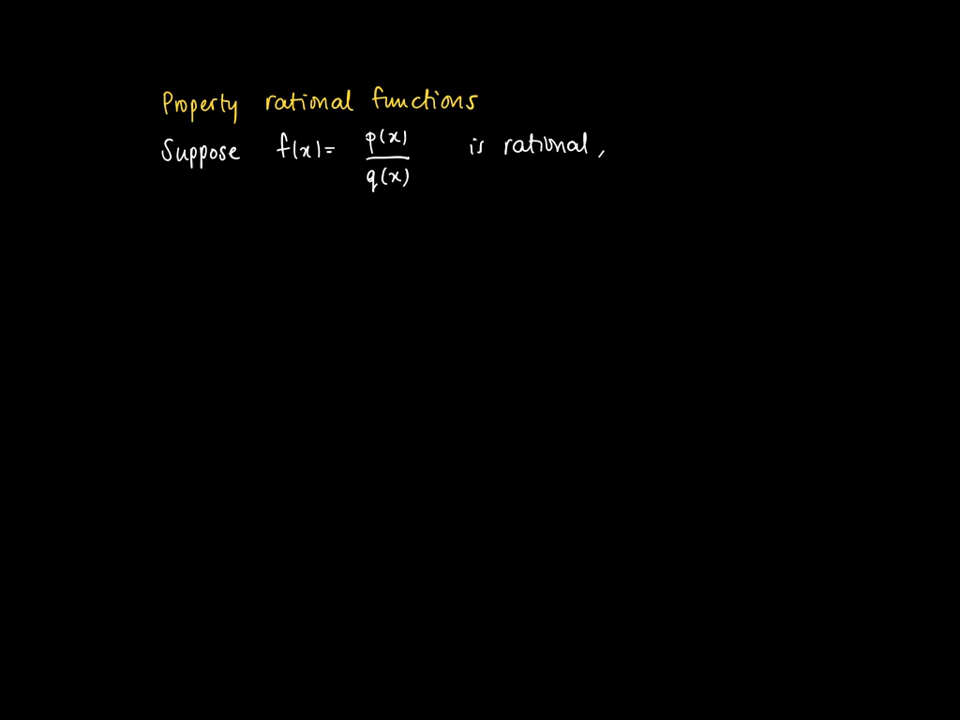 Property rational functions
Suppose f(x) = p(x)/q(x) is rational,